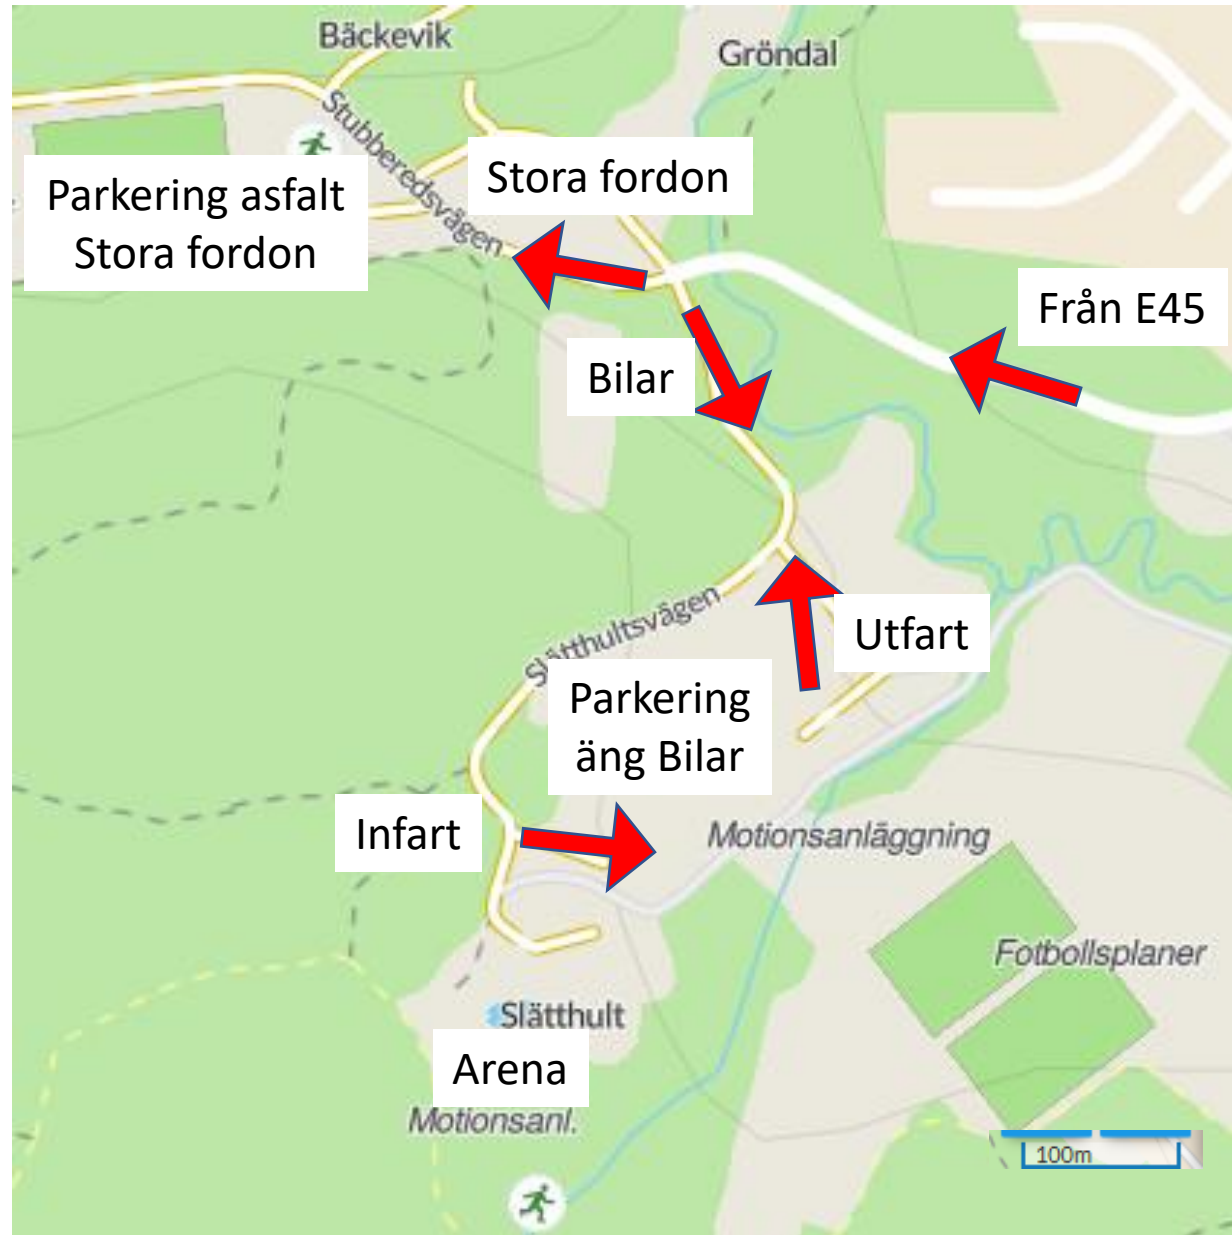 Bäckevik
Gröndal
Stubberedsvägen
Stora fordon
Parkering asfalt
Stora fordon
Från E45
Bilar
Slätthultsvägen
Utfart
Parkering
äng Bilar
Infart
Motionsanläggning
Fotbollsplaner
Slätthult
Arena
Motionsanl.
100m